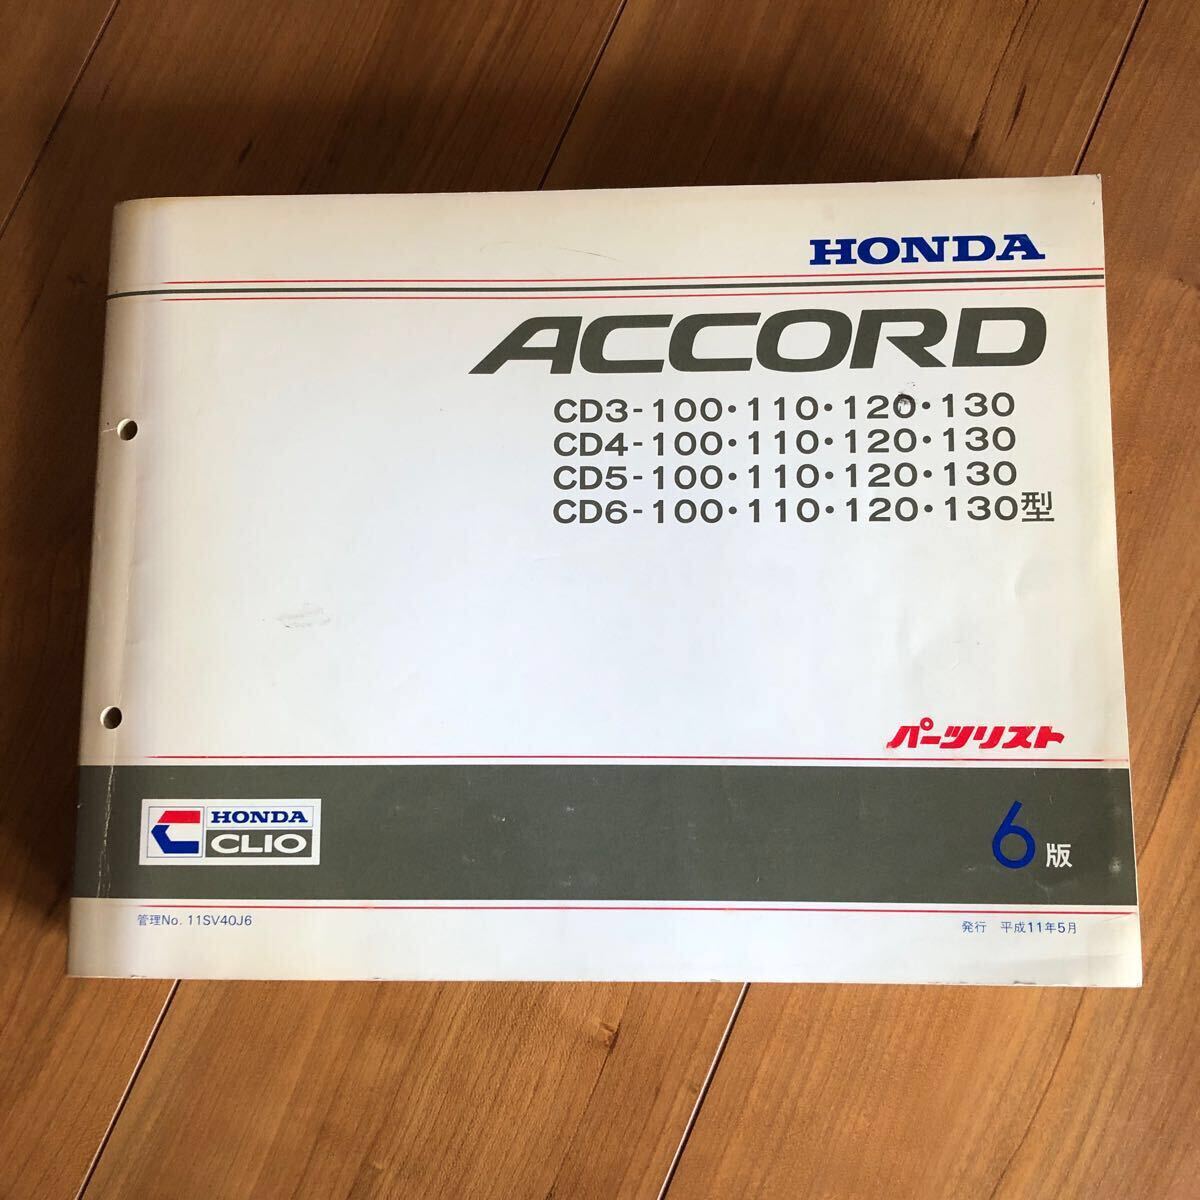 HONDA
ACCORD
CD3-100・110・120・130
CD4-100・110・120・130
CD5-100・110・120・130
CD6-100・110・120・130型
パーツリスト
HONDA
CLIO
6版
管理No. 11SV40J6
発行 平成11年5月